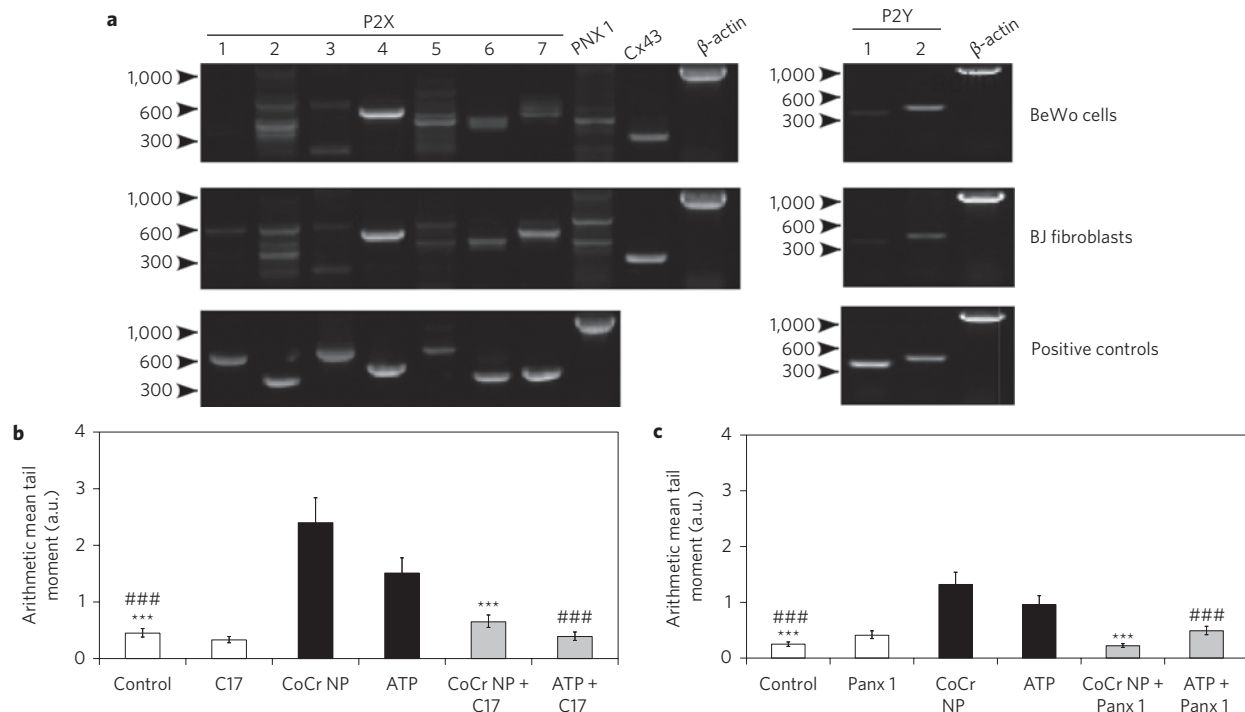 a
P2X
P2Y
1 2 3 4 5 6 7 PNX 1 Cx43 β-actin
1 2 β-actin
1,000
600
300
1,000
600
300
BeWo cells
1,000
600
300
1,000
600
300
BJ fibroblasts
1,000
600
300
1,000
600
300
Positive controls
b
Arithmetic mean tail
moment (a.u.)
4
3
2
1
0
###
***
***
###
Control C17 CoCr NP ATP CoCr NP + C17 ATP + C17
c
Arithmetic mean tail
moment (a.u.)
4
3
2
1
0
###
***
***
###
Control Panx 1 CoCr NP ATP CoCr NP + Panx 1 ATP + Panx 1